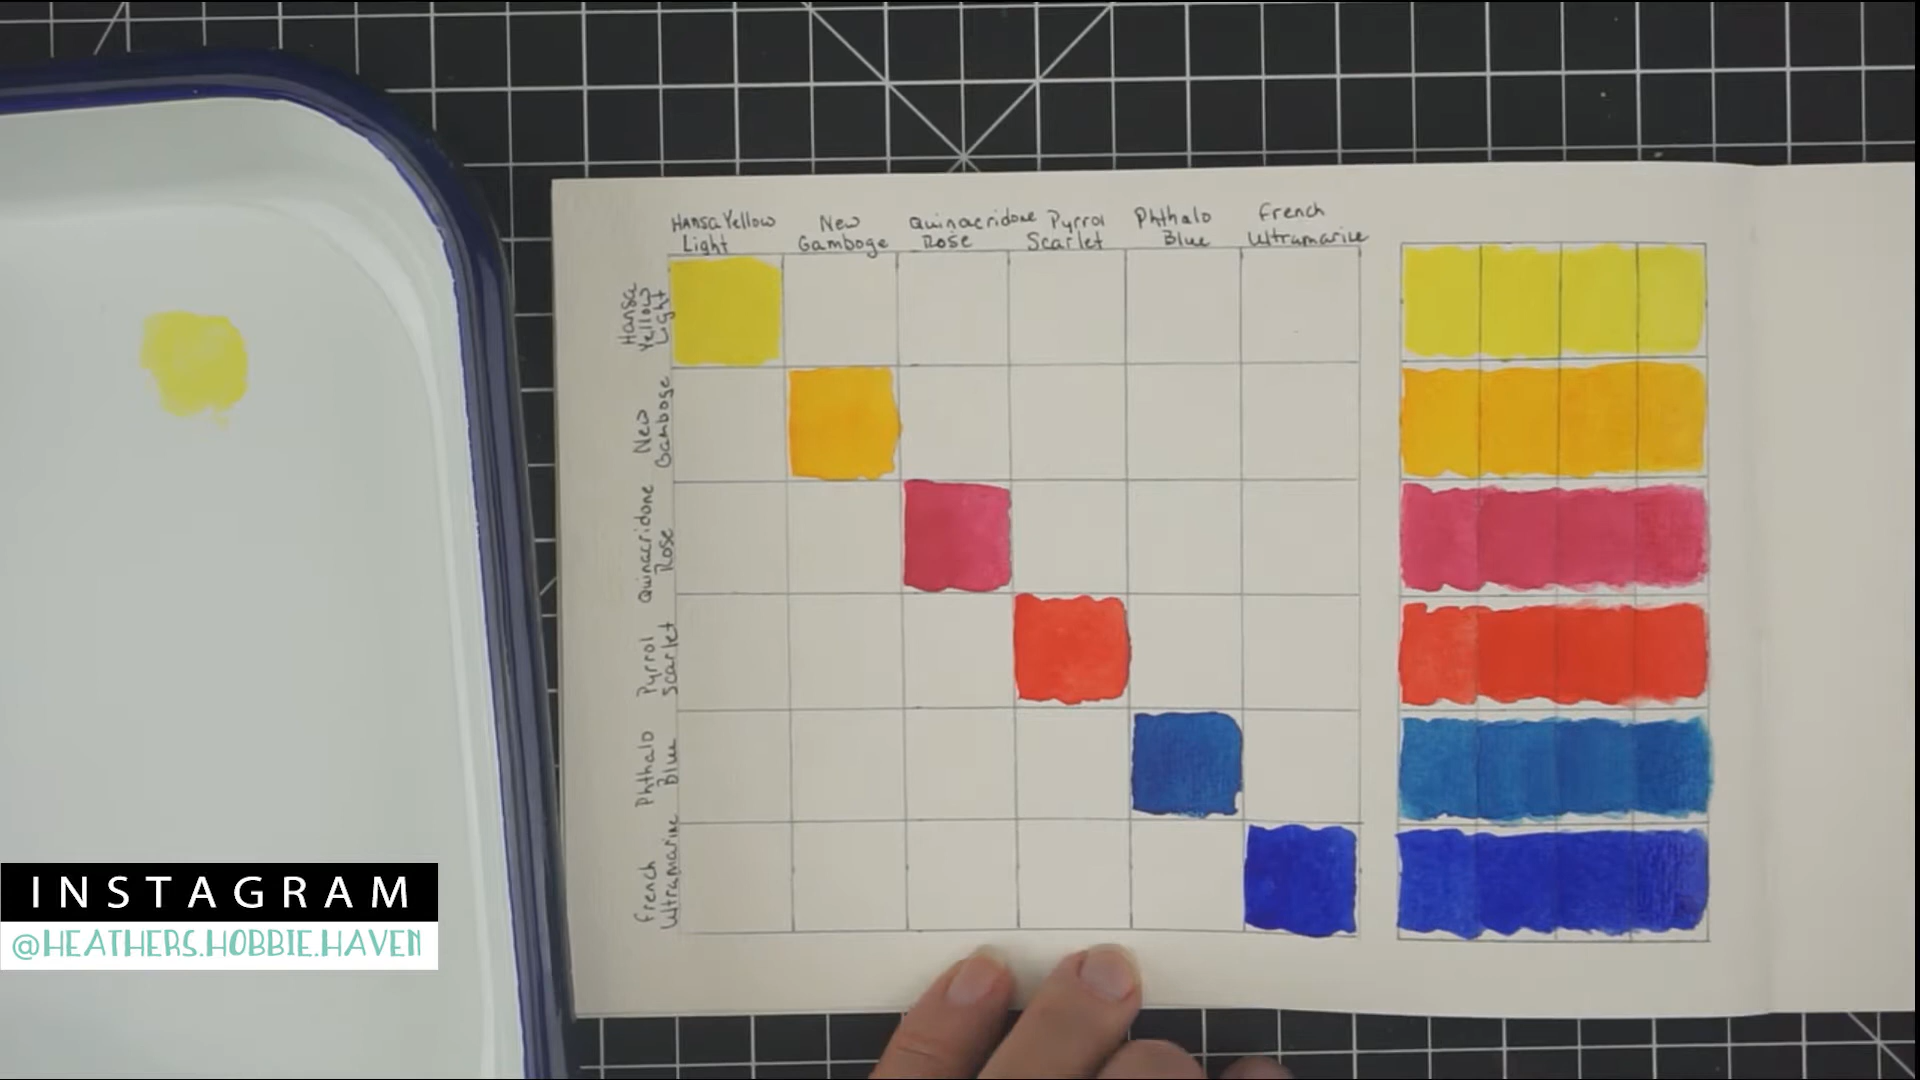 Hansa Yellow
Light
New
Gamboge
Quinacridone
Rose
Pyrrol
Scarlet
Phthalo
Blue
French
Ultramarine
Hansa
Yellow
Light
New
Gamboge
Quinacridone
Rose
Pyrrol
Scarlet
Phthalo
Blue
French
Ultramarine
INSTAGRAM
@HEATHERS.HOBBIE.HAVEN